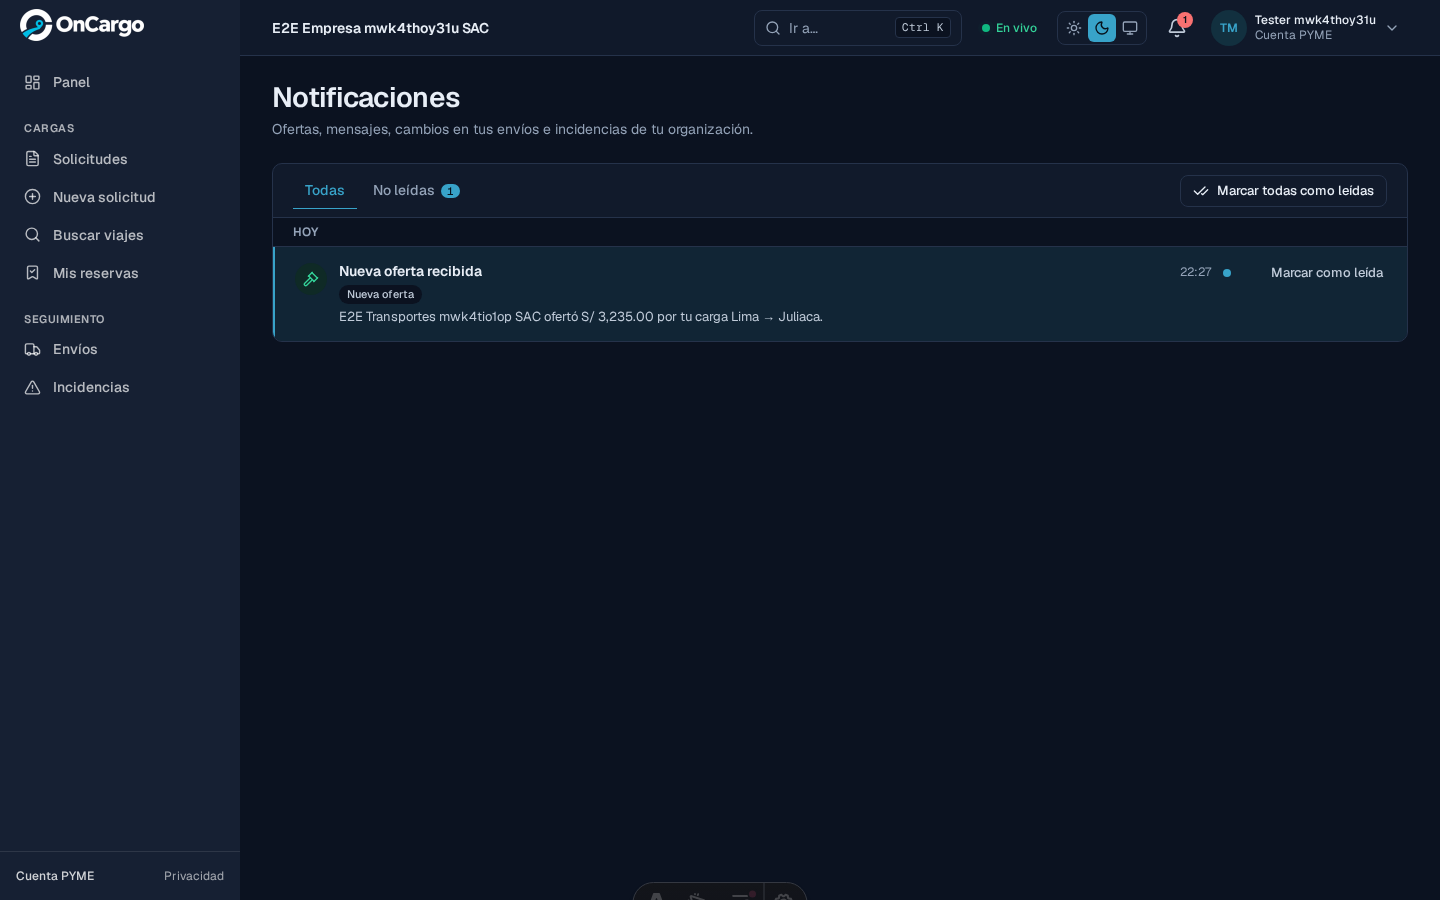 OnCargo
E2E Empresa mwk4thoy31u SAC
Ir a...
Ctrl K
En vivo
1
TM
Tester mwk4thoy31u
Cuenta PYME
Panel
CARGAS
Solicitudes
Nueva solicitud
Buscar viajes
Mis reservas
SEGUIMIENTO
Envíos
Incidencias
Cuenta PYME
Privacidad
Notificaciones
Ofertas, mensajes, cambios en tus envíos e incidencias de tu organización.
Todas
No leídas 1
Marcar todas como leídas
HOY
Nueva oferta recibida
22:27
Marcar como leída
Nueva oferta
E2E Transportes mwk4tio1op SAC ofertó S/ 3,235.00 por tu carga Lima → Juliaca.